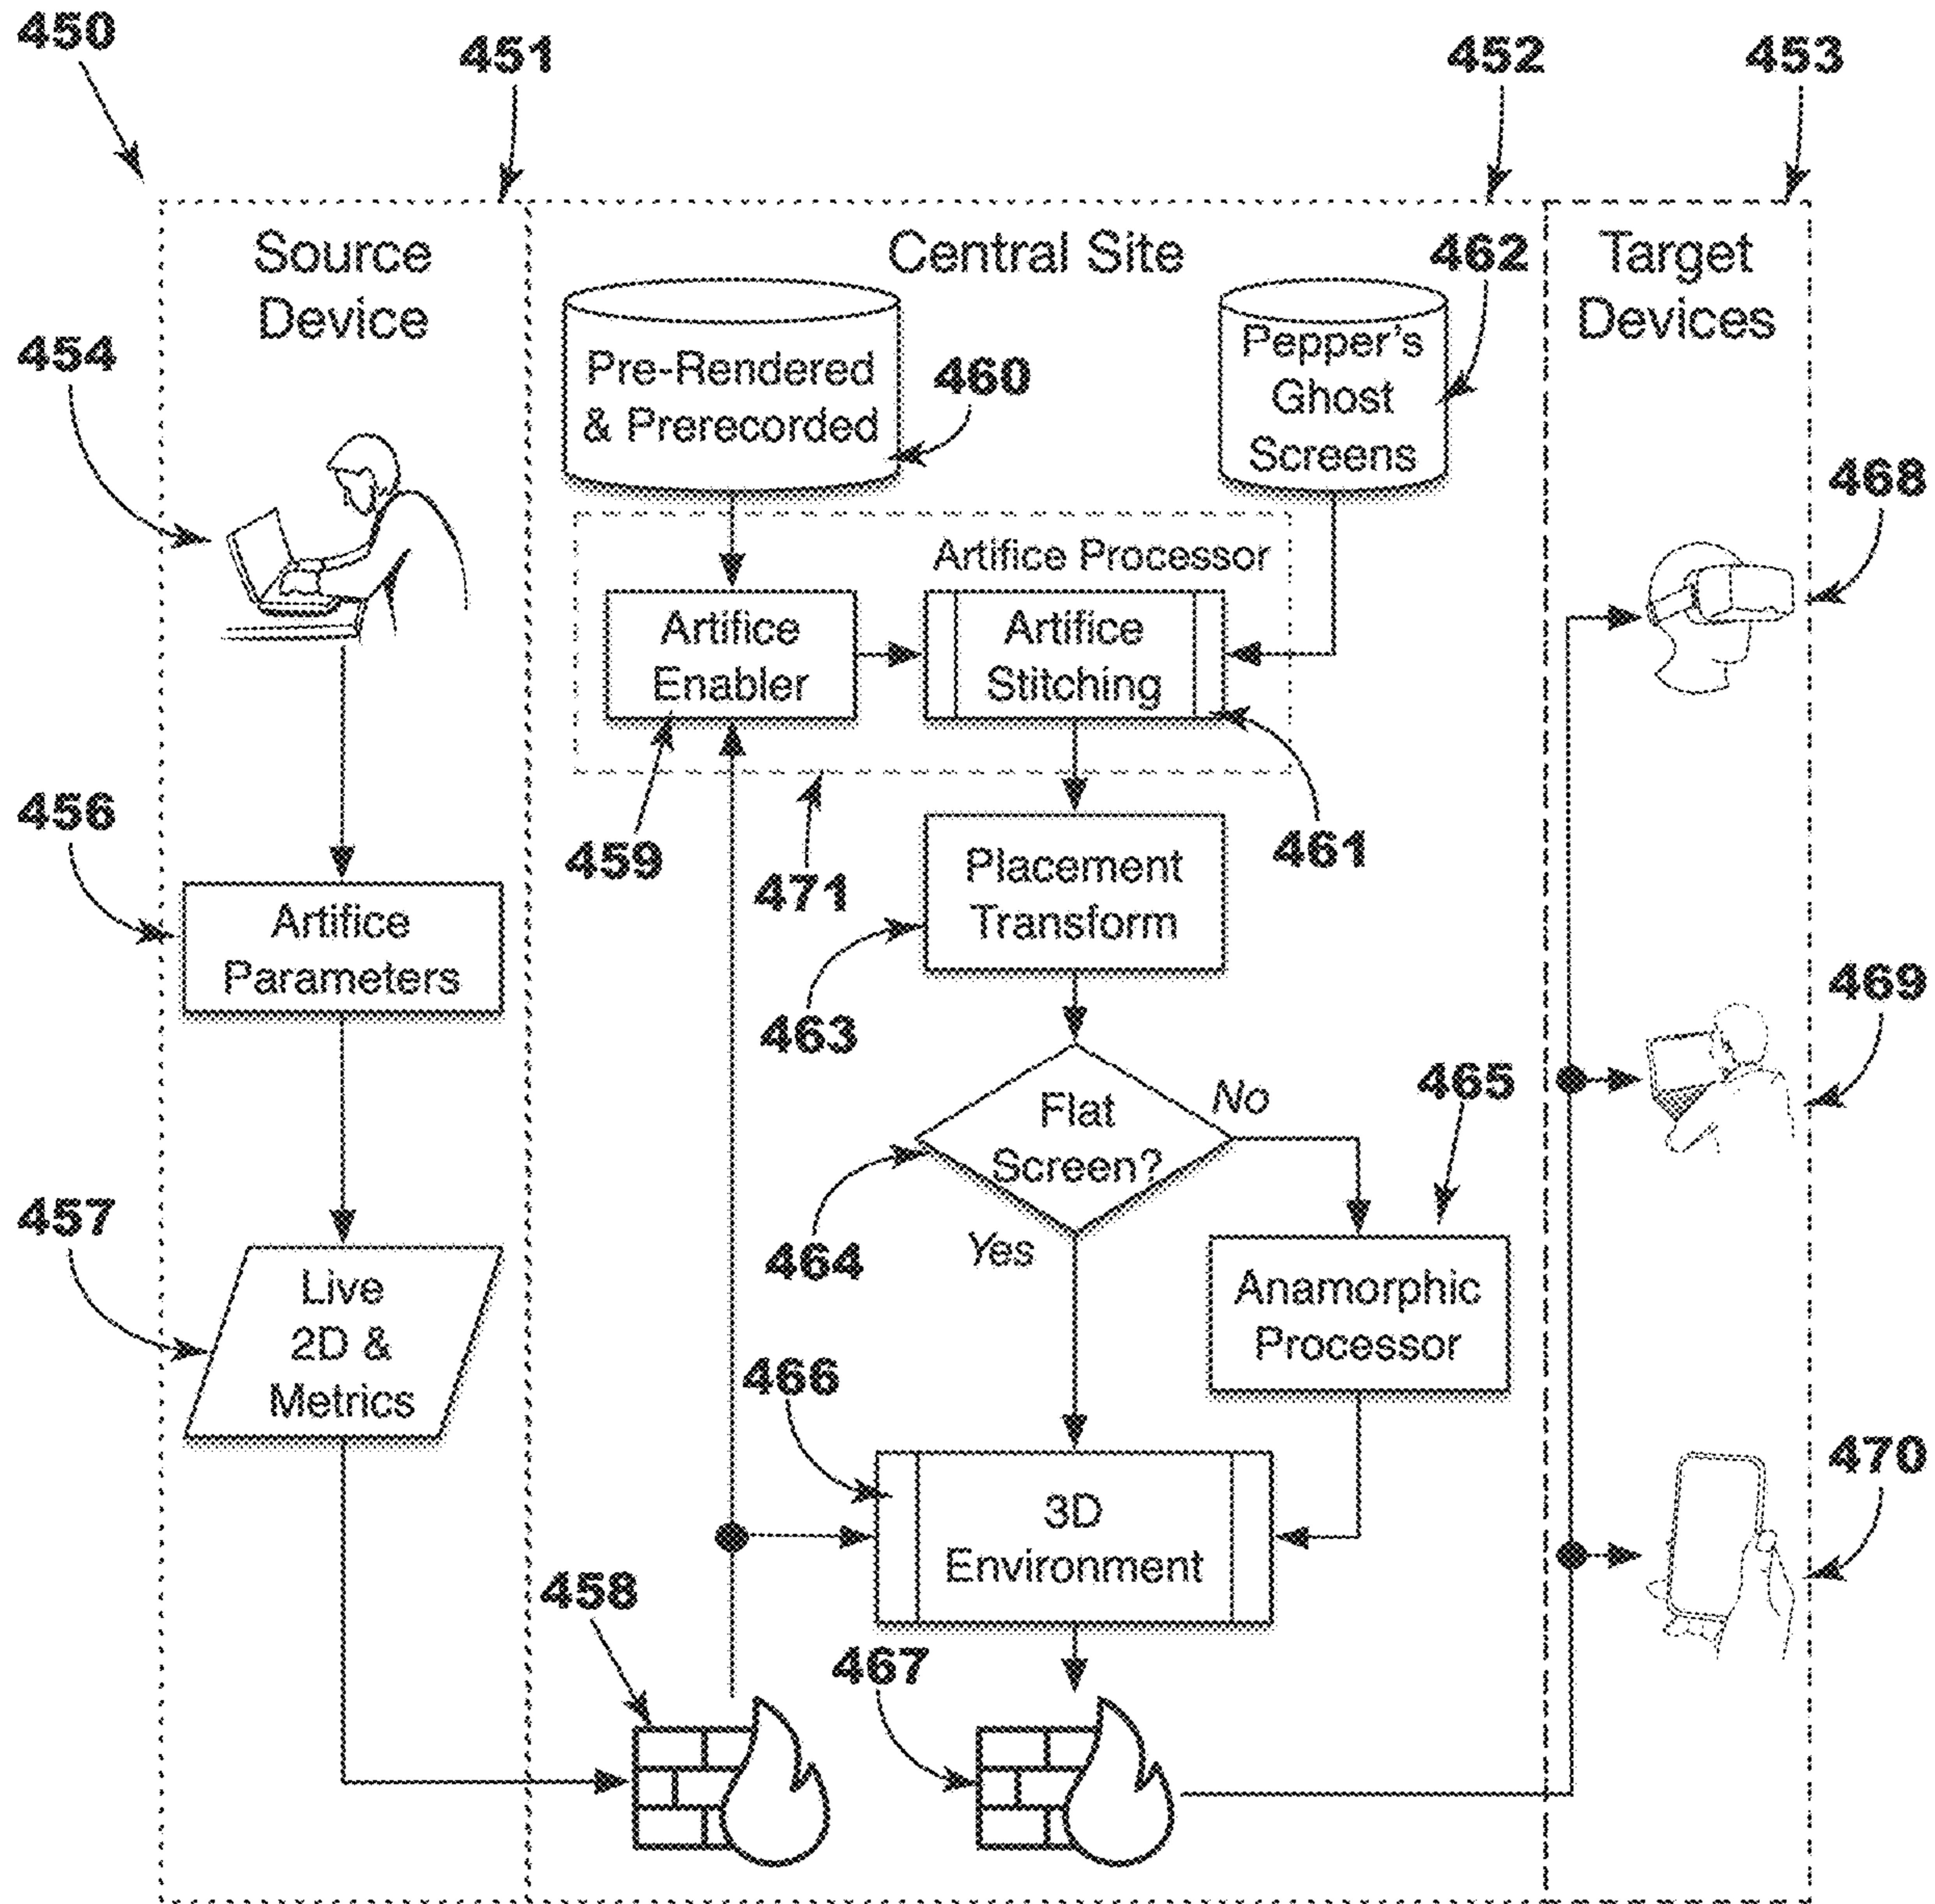 450
451
452
453
Source
Device
Central Site
462
Target
Devices
454
Pre-Rendered
& Prerecorded
460
Pepper's
Ghost
Screens
468
Artifice Processor
Artifice
Enabler
Artifice
Stitching
456
459
471
461
Artifice
Parameters
Placement
Transform
463
469
457
Flat
Screen?
No
465
464
Yes
Live
2D &
Metrics
Anamorphic
Processor
466
470
3D
Environment
458
467